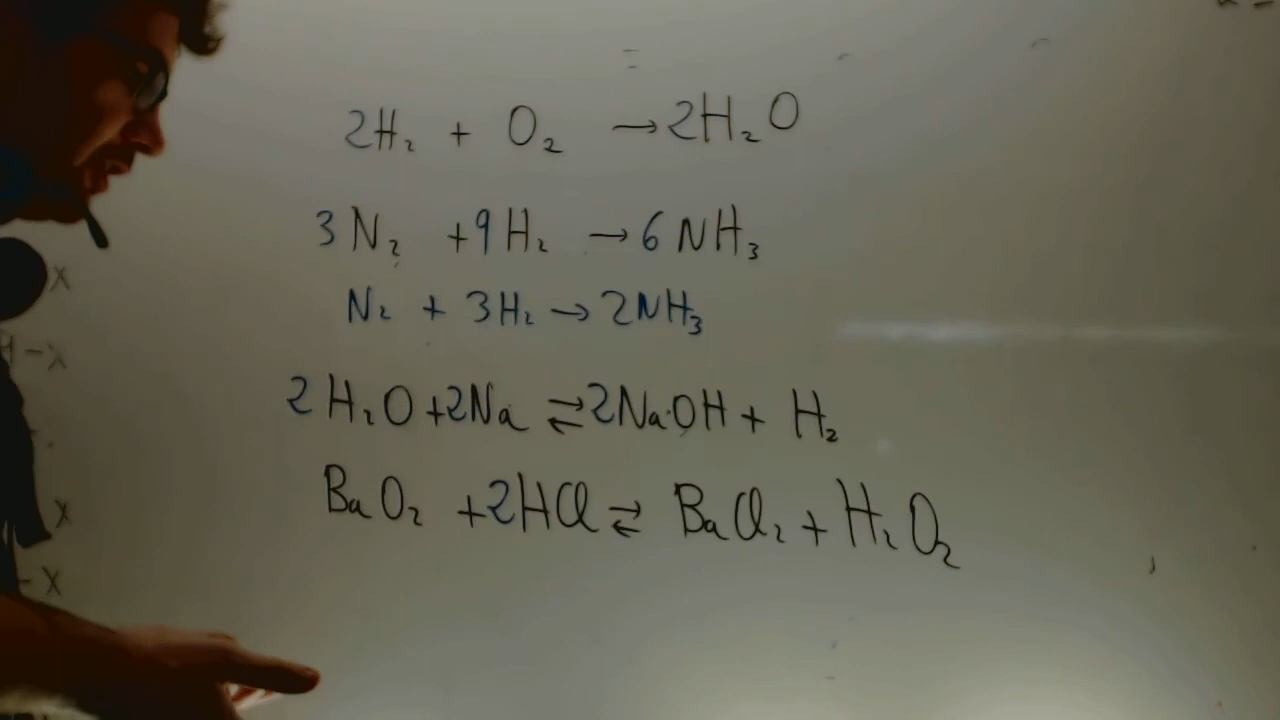 2H₂ + O₂ → 2H₂O
3N₂ + 9H₂ → 6NH₃
N₂ + 3H₂ → 2NH₃
2H₂O + 2Na ⇄ 2NaOH + H₂
BaO₂ + 2HCl ⇄ BaCl₂ + H₂O₂
x
-x
x
-x